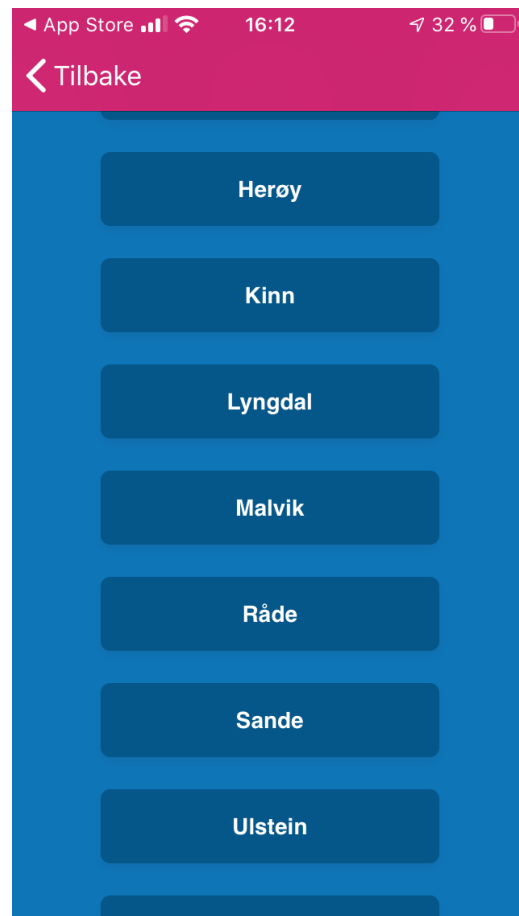 App Store 16:12 32 %
Tilbake
Herøy
Kinn
Lyngdal
Malvik
Råde
Sande
Ulstein